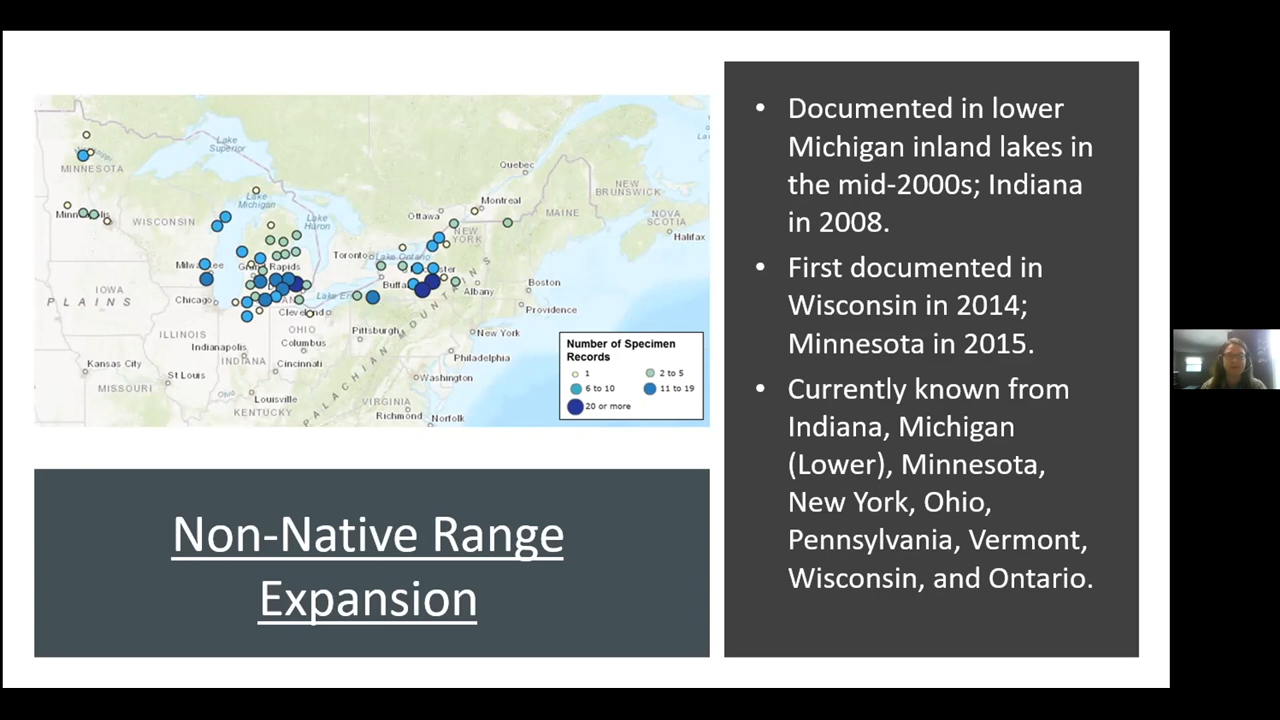 Lake
Superior
MINNESOTA
Quebec
NEW
BRUNSWICK
Montreal
MAINE
NOVA
SCOTIA
Halifax
Lake
Michigan
Ottawa
WISCONSIN
Lake
Huron
NEW
YORK
Toronto
Lake Ontario
Boston
Albany
IOWA
PLAINS
Chicago
Cleveland
Providence
ILLINOIS
OHIO
Pittsburgh
New York
Indianapolis
Columbus
Philadelphia
INDIANA
Kansas City
Cincinnati
St Louis
Washington
MISSOURI
Louisville
VIRGINIA
KENTUCKY
Richmond
Norfolk
Number of Specimen
Records
1
2 to 5
6 to 10
11 to 19
20 or more
Non-Native Range
Expansion
• Documented in lower
Michigan inland lakes in
the mid-2000s; Indiana
in 2008.
• First documented in
Wisconsin in 2014;
Minnesota in 2015.
• Currently known from
Indiana, Michigan
(Lower), Minnesota,
New York, Ohio,
Pennsylvania, Vermont,
Wisconsin, and Ontario.